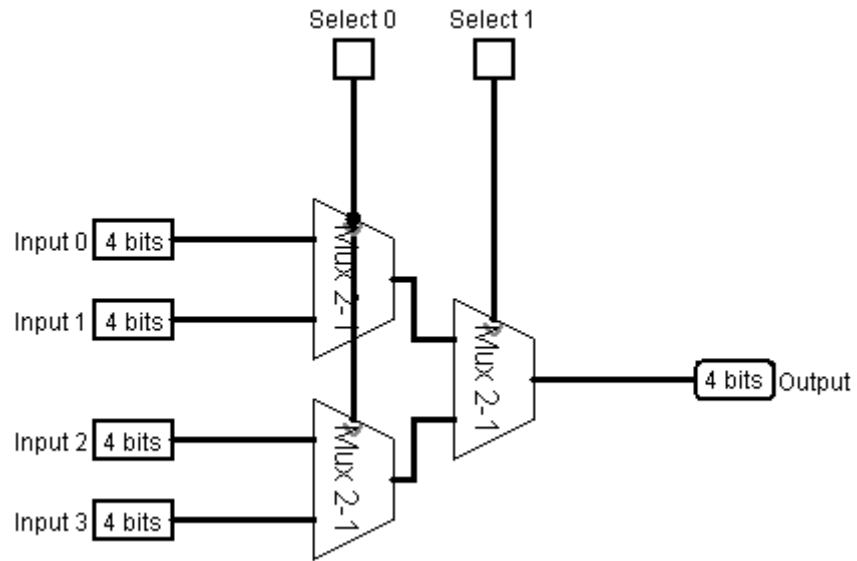 Select 0
Select 1
Input 0
4 bits
Mux 2-1
Input 1
4 bits
Mux 2-1
4 bits
Output
Input 2
4 bits
Mux 2-1
Input 3
4 bits